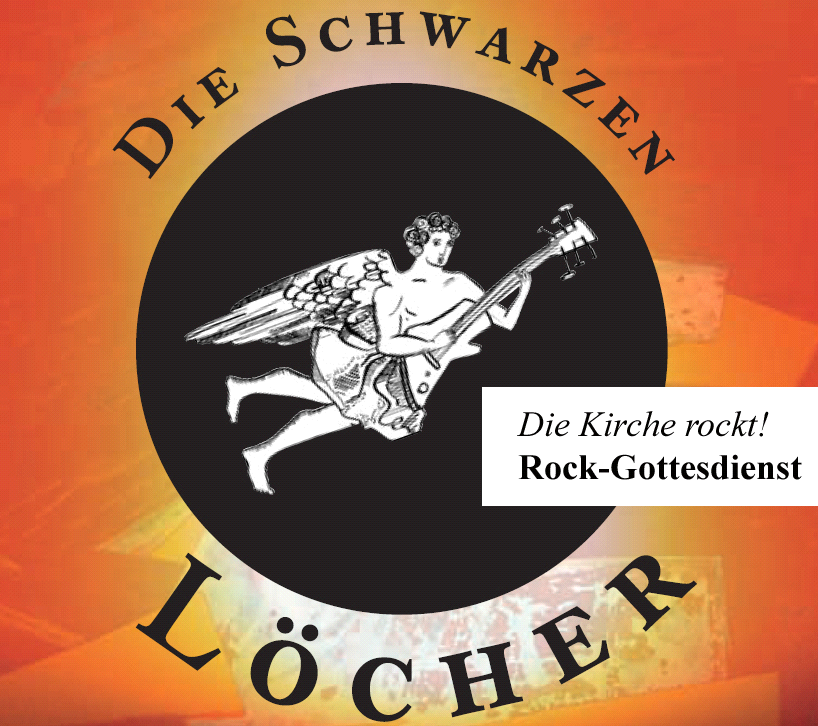 Die Schwarzen
Die Kirche rockt!
Rock-Gottesdienst
Löcher